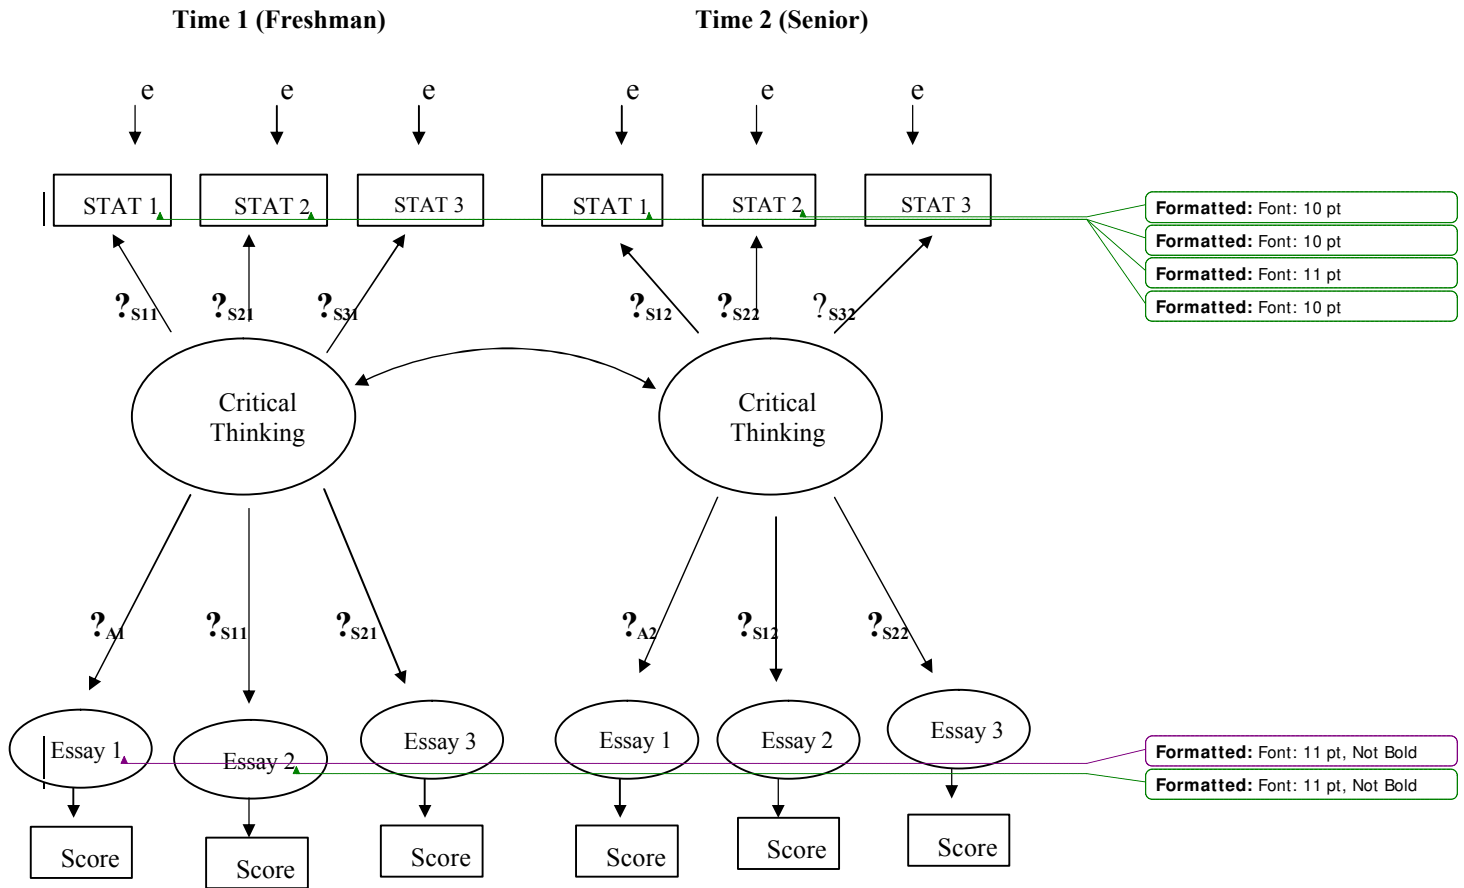 Time 1 (Freshman) Time 2 (Senior)
e e e e e e
STAT 1 STAT 2 STAT 3 STAT 1 STAT 2 STAT 3
Formatted: Font: 10 pt
Formatted: Font: 10 pt
Formatted: Font: 11 pt
Formatted: Font: 10 pt
?S11 ?S21 ?S31 ?S12 ?S22 ?S32
Critical
Thinking
Critical
Thinking
?A1 ?S11 ?S21 ?A2 ?S12 ?S22
Essay 1 Essay 2 Essay 3 Essay 1 Essay 2 Essay 3
Formatted: Font: 11 pt, Not Bold
Formatted: Font: 11 pt, Not Bold
Score Score Score Score Score Score